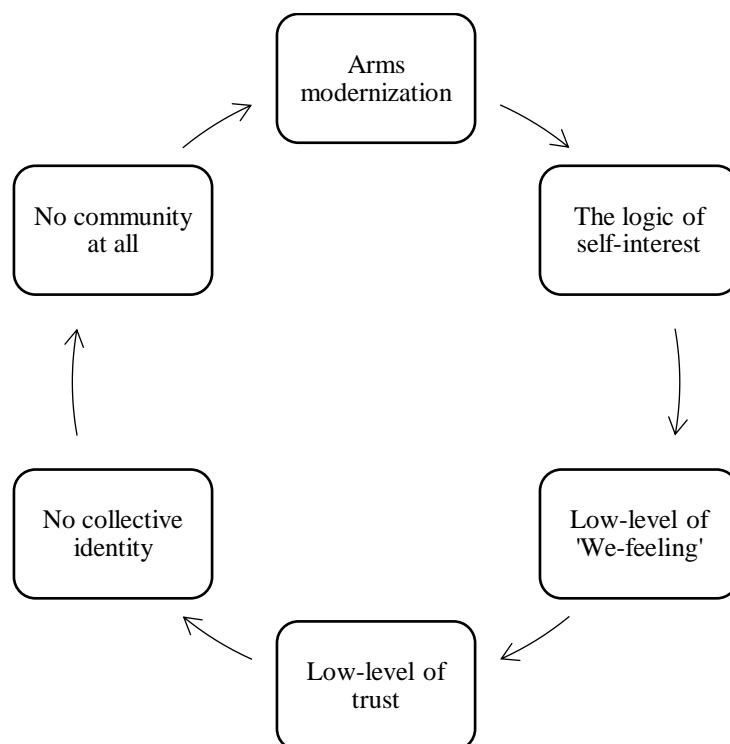 Arms
modernization
The logic of
self-interest
Low-level of
'We-feeling'
Low-level of
trust
No collective
identity
No community
at all